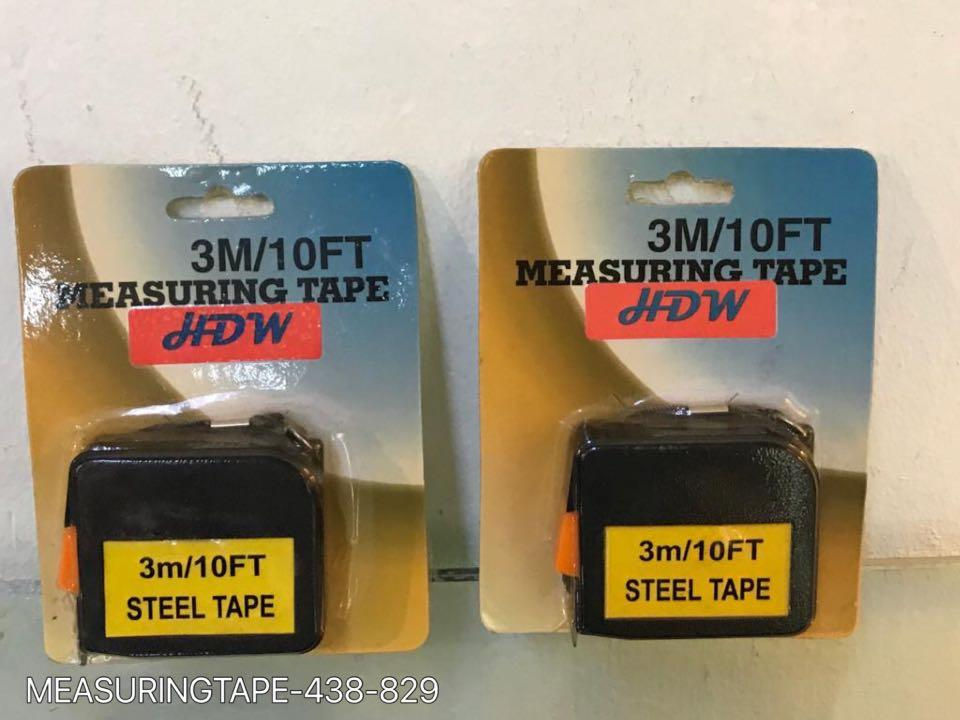 3M/10FT
MEASURING TAPE
HDW
3m/10FT
STEEL TAPE
3M/10FT
MEASURING TAPE
HDW
3m/10FT
STEEL TAPE
MEASURINGTAPE-438-829